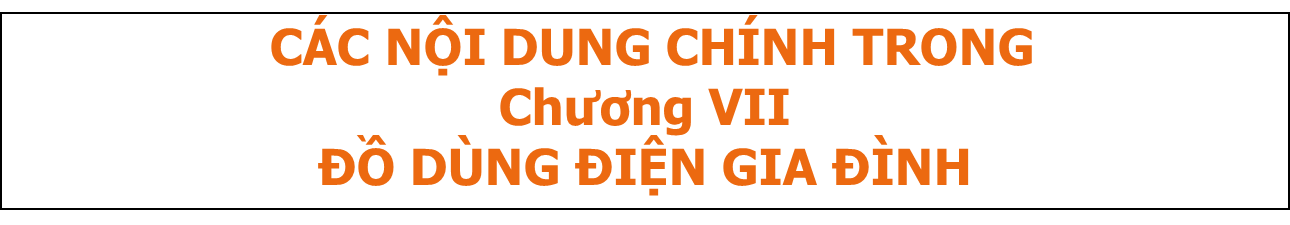 CÁC NỘI DUNG CHÍNH TRONG
Chương VII
ĐỒ DÙNG ĐIỆN GIA ĐÌNH